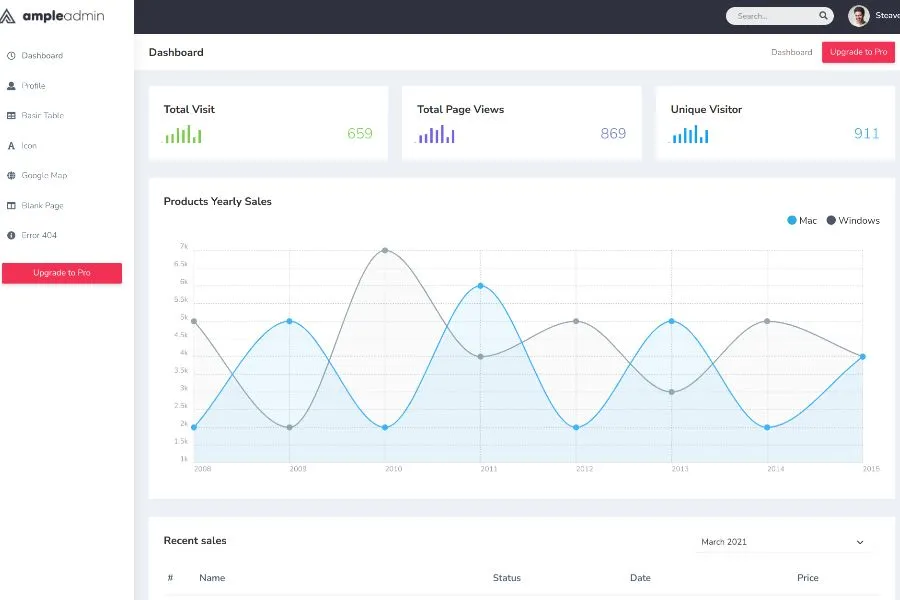 ampleadmin
Search...
Steave
Dashboard
Profile
Basic Table
Icon
Google Map
Blank Page
Error 404
Upgrade to Pro
Dashboard
Dashboard
Upgrade to Pro
Total Visit
659
Total Page Views
869
Unique Visitor
911
Products Yearly Sales
Mac Windows
7k
6.5k
6k
5.5k
5k
4.5k
4k
3.5k
3k
2.5k
2k
1.5k
1k
2008 2009 2010 2011 2012 2013 2014 2015
Recent sales
March 2021
# Name Status Date Price